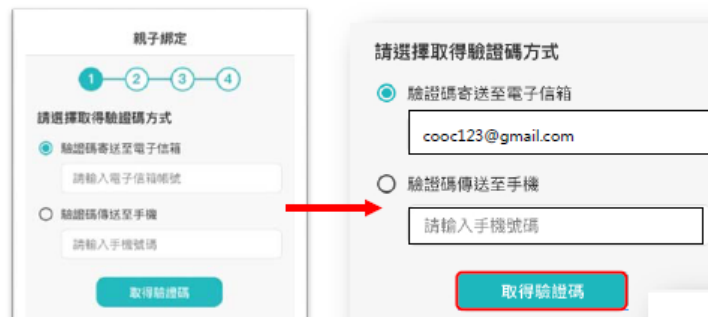 親子綁定
1 2 3 4
請選擇取得驗證碼方式
驗證碼寄送至電子信箱
請輸入電子信箱帳號
驗證碼傳送至手機
請輸入手機號碼
取得驗證碼
請選擇取得驗證碼方式
驗證碼寄送至電子信箱
cooc123@gmail.com
驗證碼傳送至手機
請輸入手機號碼
取得驗證碼